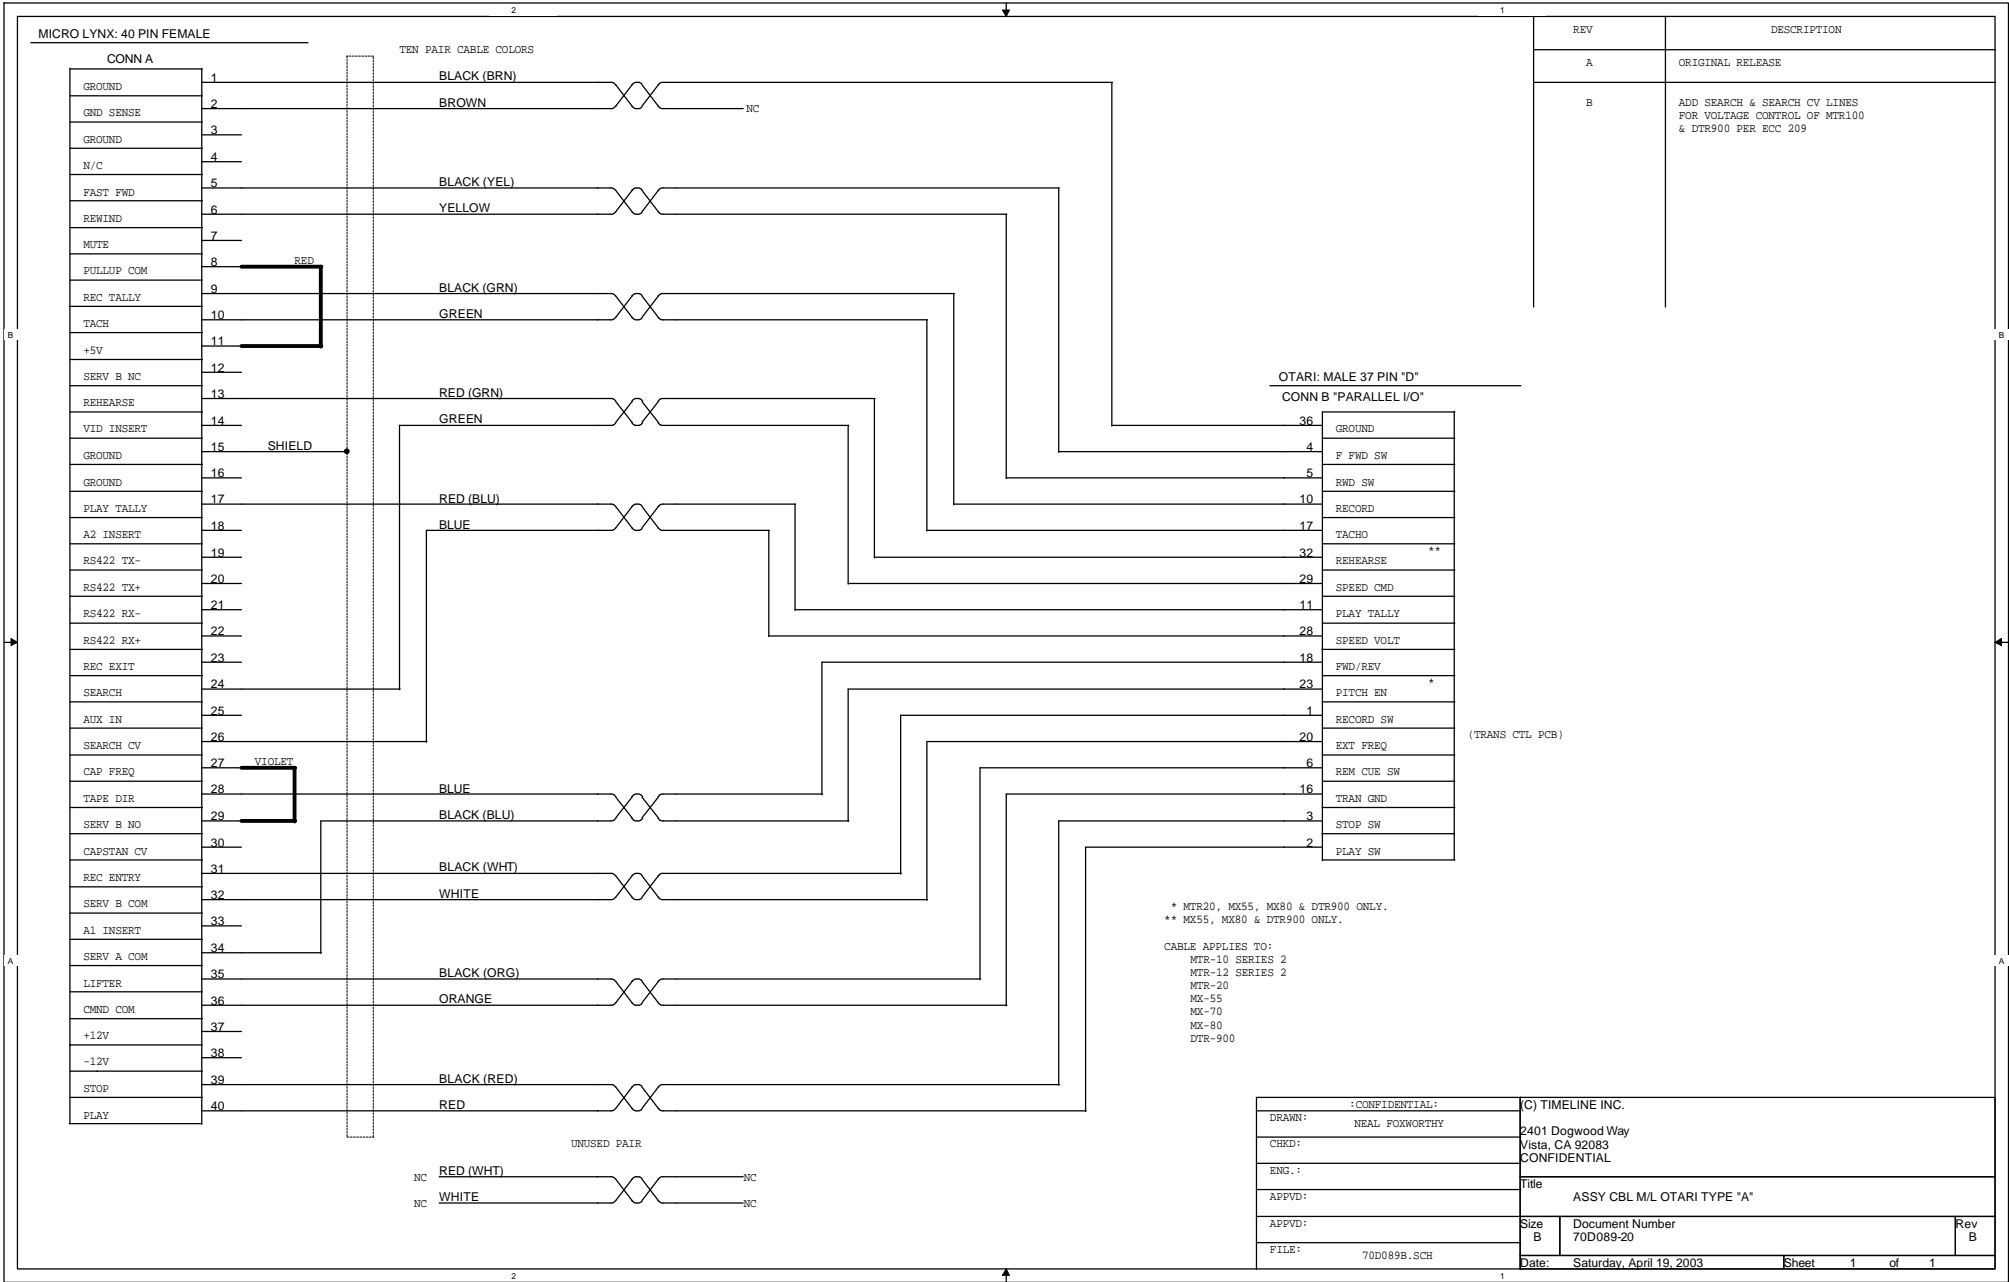 2
1
MICRO LYNX: 40 PIN FEMALE
TEN PAIR CABLE COLORS
CONN A
GROUND 1 BLACK (BRN)
GND SENSE 2 BROWN NC
GROUND 3
N/C 4
FAST FWD 5 BLACK (YEL)
REWIND 6 YELLOW
MUTE 7
PULLUP COM 8 RED
REC TALLY 9 BLACK (GRN)
TACH 10 GREEN
+5V 11
SERV B NC 12
REHEARSE 13 RED (GRN)
VID INSERT 14 GREEN
GROUND 15 SHIELD
GROUND 16
PLAY TALLY 17 RED (BLU)
A2 INSERT 18 BLUE
RS422 TX- 19
RS422 TX+ 20
RS422 RX- 21
RS422 RX+ 22
REC EXIT 23
SEARCH 24
AUX IN 25
SEARCH CV 26
CAP FREQ 27 VIOLET
TAPE DIR 28 BLUE
SERV B NO 29 BLACK (BLU)
CAPSTAN CV 30
REC ENTRY 31 BLACK (WHT)
SERV B COM 32 WHITE
A1 INSERT 33
SERV A COM 34
LIFTER 35 BLACK (ORG)
CMND COM 36 ORANGE
+12V 37
-12V 38
STOP 39 BLACK (RED)
PLAY 40 RED
UNUSED PAIR
NC RED (WHT) NC
NC WHITE NC
REV DESCRIPTION
A ORIGINAL RELEASE
B ADD SEARCH & SEARCH CV LINES
FOR VOLTAGE CONTROL OF MTR100
& DTR900 PER ECC 209
B
B
OTARI: MALE 37 PIN "D"
CONN B "PARALLEL I/O"
36 GROUND
4 F FWD SW
5 RWD SW
10 RECORD
17 TACHO
32 REHEARSE **
29 SPEED CMD
11 PLAY TALLY
28 SPEED VOLT
18 FWD/REV
23 PITCH EN *
1 RECORD SW
20 EXT FREQ
6 REM CUE SW
16 TRAN GND
3 STOP SW
2 PLAY SW
(TRANS CTL PCB)
* MTR20, MX55, MX80 & DTR900 ONLY.
** MX55, MX80 & DTR900 ONLY.
CABLE APPLIES TO:
MTR-10 SERIES 2
MTR-12 SERIES 2
MTR-20
MX-55
MX-70
MX-80
DTR-900
A
A
:CONFIDENTIAL:
DRAWN: NEAL FOXWORTHY
CHKD:
ENG.:
APPVD:
APPVD:
FILE: 70D089B.SCH
(C) TIMELINE INC.
2401 Dogwood Way
Vista, CA 92083
CONFIDENTIAL
Title
ASSY CBL M/L OTARI TYPE "A"
Size Document Number Rev
B 70D089-20 B
Date: Saturday, April 19, 2003 Sheet 1 of 1
2
1